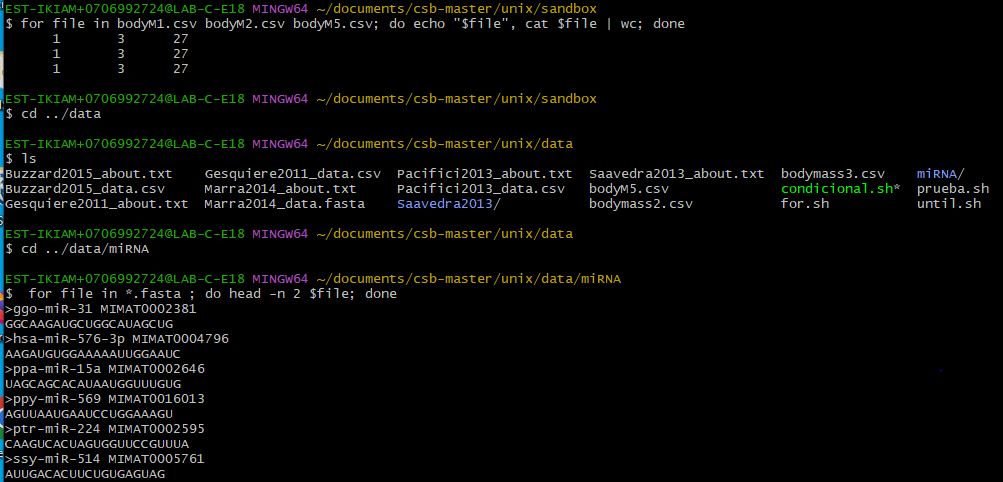 EST-IKIAM+0706992724@LAB-C-E18 MINGW64 ~/documents/csb-master/unix/sandbox
$ for file in bodyM1.csv bodyM2.csv bodyM5.csv; do echo "$file", cat $file | wc; done
1 3 27
1 3 27
1 3 27
EST-IKIAM+0706992724@LAB-C-E18 MINGW64 ~/documents/csb-master/unix/sandbox
$ cd ../data
EST-IKIAM+0706992724@LAB-C-E18 MINGW64 ~/documents/csb-master/unix/data
$ ls
Buzzard2015_about.txt Gesquiere2011_data.csv Pacifici2013_about.txt Saavedra2013_about.txt bodymass3.csv miRNA/
Buzzard2015_data.csv Marra2014_about.txt Pacifici2013_data.csv bodyM5.csv condicional.sh* prueba.sh
Gesquiere2011_about.txt Marra2014_data.fasta Saavedra2013/ bodymass2.csv for.sh until.sh
EST-IKIAM+0706992724@LAB-C-E18 MINGW64 ~/documents/csb-master/unix/data
$ cd ../data/miRNA
EST-IKIAM+0706992724@LAB-C-E18 MINGW64 ~/documents/csb-master/unix/data/miRNA
$  for file in *.fasta ; do head -n 2 $file; done
>ggo-miR-31 MIMAT0002381
GGCAAGAUGCUGGCAUAGCUG
>hsa-miR-576-3p MIMAT0004796
AAGAUGUGGAAAAAUUGGAAUC
>ppa-miR-15a MIMAT0002646
UAGCAGCACAUAAUGGUUUGUG
>ppy-miR-569 MIMAT0016013
AGUUAAUGAAUCCUGGAAAGU
>ptr-miR-224 MIMAT0002595
CAAGUCACUAGUGGUUCCGUUUA
>ssy-miR-514 MIMAT0005761
AUUGACACUUCUGUGAGUAG